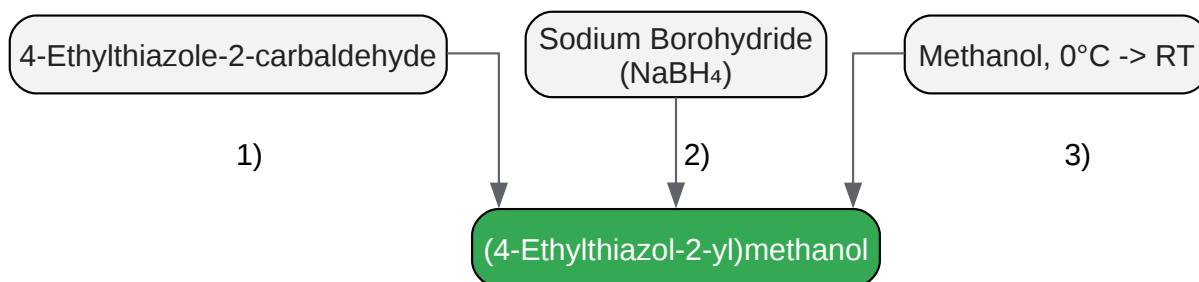 4-Ethylthiazole-2-carbaldehyde
Sodium Borohydride
(NaBH₄)
Methanol, 0°C -> RT
1)
2)
3)
(4-Ethylthiazol-2-yl)methanol